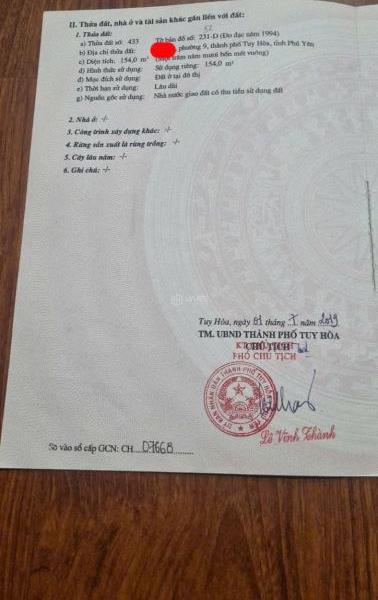 II. Thửa đất, nhà ở và tài sản khác gắn liền với đất:
1. Thửa đất:
a) Thửa đất số: 433 Tờ bản đồ số: 231-D (Đo đạc năm 1994)
b) Địa chỉ thửa đất: , phường 9, thành phố Tuy Hòa, tỉnh Phú Yên
c) Diện tích: 154,0 m² (Một trăm năm mươi bốn mét vuông)
d) Hình thức sử dụng: Sử dụng riêng: 154,0 m²
đ) Mục đích sử dụng: Đất ở tại đô thị
e) Thời hạn sử dụng: Lâu dài
g) Nguồn gốc sử dụng: Nhà nước giao đất có thu tiền sử dụng đất
2. Nhà ở: -/-
3. Công trình xây dựng khác: -/-
4. Rừng sản xuất là rừng trồng: -/-
5. Cây lâu năm: -/-
6. Ghi chú: -/-
Tuy Hòa, ngày 01 tháng 7 năm 2019
TM. UBND THÀNH PHỐ TUY HÒA
CHỦ TỊCH
KT. CHỦ TỊCH
PHÓ CHỦ TỊCH
Lê Vĩnh Thành
Số vào sổ cấp GCN: CH 07668